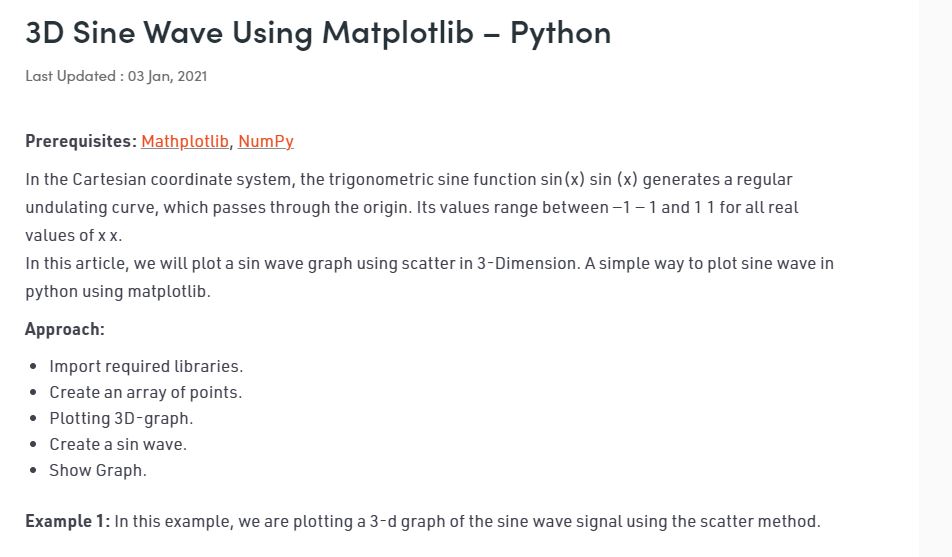 3D Sine Wave Using Matplotlib – Python
Last Updated : 03 Jan, 2021
Prerequisites: Mathplotlib, NumPy
In the Cartesian coordinate system, the trigonometric sine function sin(x) sin (x) generates a regular
undulating curve, which passes through the origin. Its values range between −1 – 1 and 1 1 for all real
values of x x.
In this article, we will plot a sin wave graph using scatter in 3-Dimension. A simple way to plot sine wave in
python using matplotlib.
Approach:
• Import required libraries.
• Create an array of points.
• Plotting 3D-graph.
• Create a sin wave.
• Show Graph.
Example 1: In this example, we are plotting a 3-d graph of the sine wave signal using the scatter method.